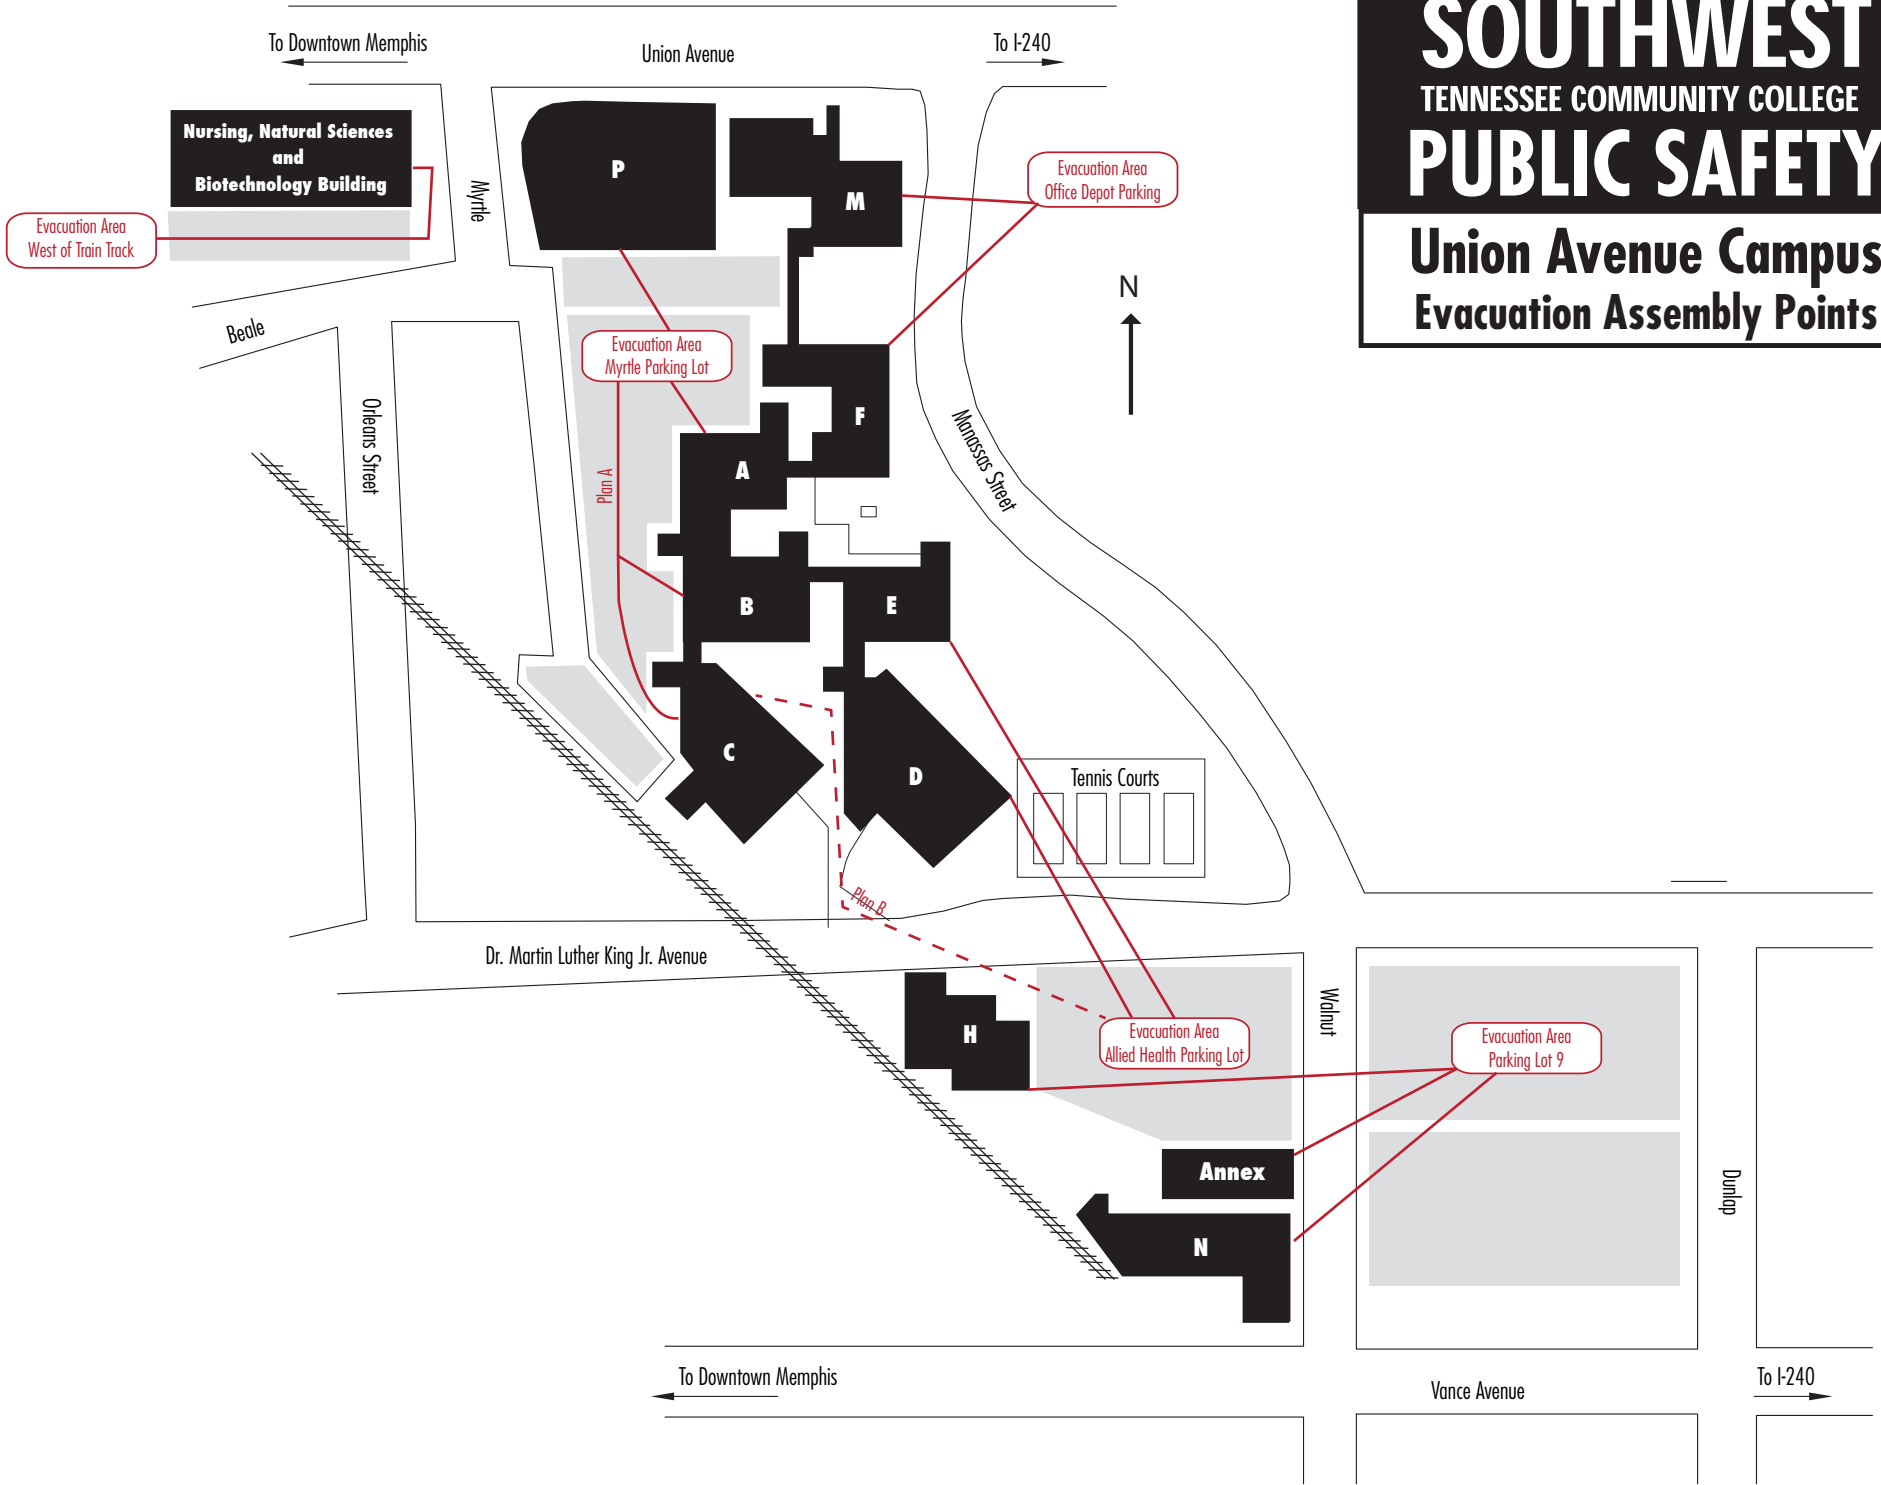 SOUTHWEST
TENNESSEE COMMUNITY COLLEGE
PUBLIC SAFETY
Union Avenue Campus
Evacuation Assembly Points
To Downtown Memphis
Union Avenue
To I-240
Nursing, Natural Sciences
and
Biotechnology Building
Evacuation Area
West of Train Track
Myrtle
P
M
Evacuation Area
Office Depot Parking
N
Beale
Evacuation Area
Myrtle Parking Lot
Orleans Street
F
Manassas Street
A
Plan A
B
E
C
D
Tennis Courts
Plan B
Dr. Martin Luther King Jr. Avenue
H
Evacuation Area
Allied Health Parking Lot
Walnut
Evacuation Area
Parking Lot 9
Annex
Dunlap
N
To Downtown Memphis
Vance Avenue
To I-240